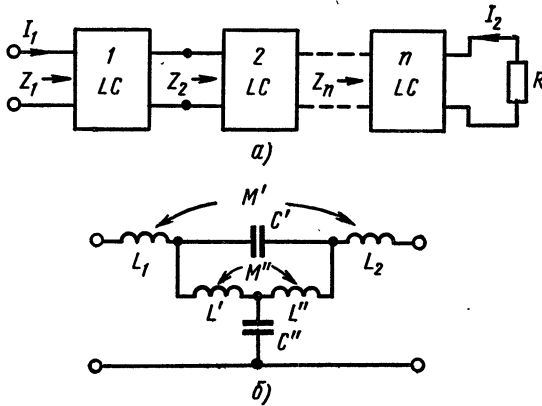 I₁ 1 2 n I₂
Z₁ LC Z₂ LC Zₙ LC R
а)
M'
C'
L₁ M" L₂
L' L"
C"
б)